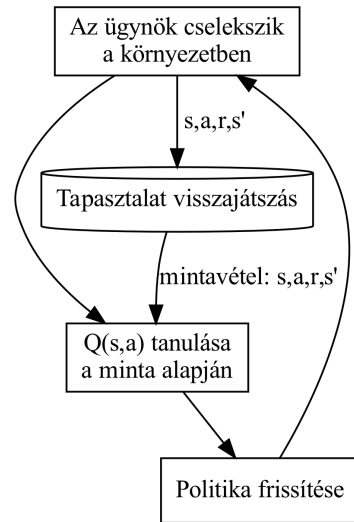 Az ügynök cselekszik
a környezetben
s,a,r,s'
Tapasztalat visszajátszás
mintavétel: s,a,r,s'
Q(s,a) tanulása
a minta alapján
Politika frissítése